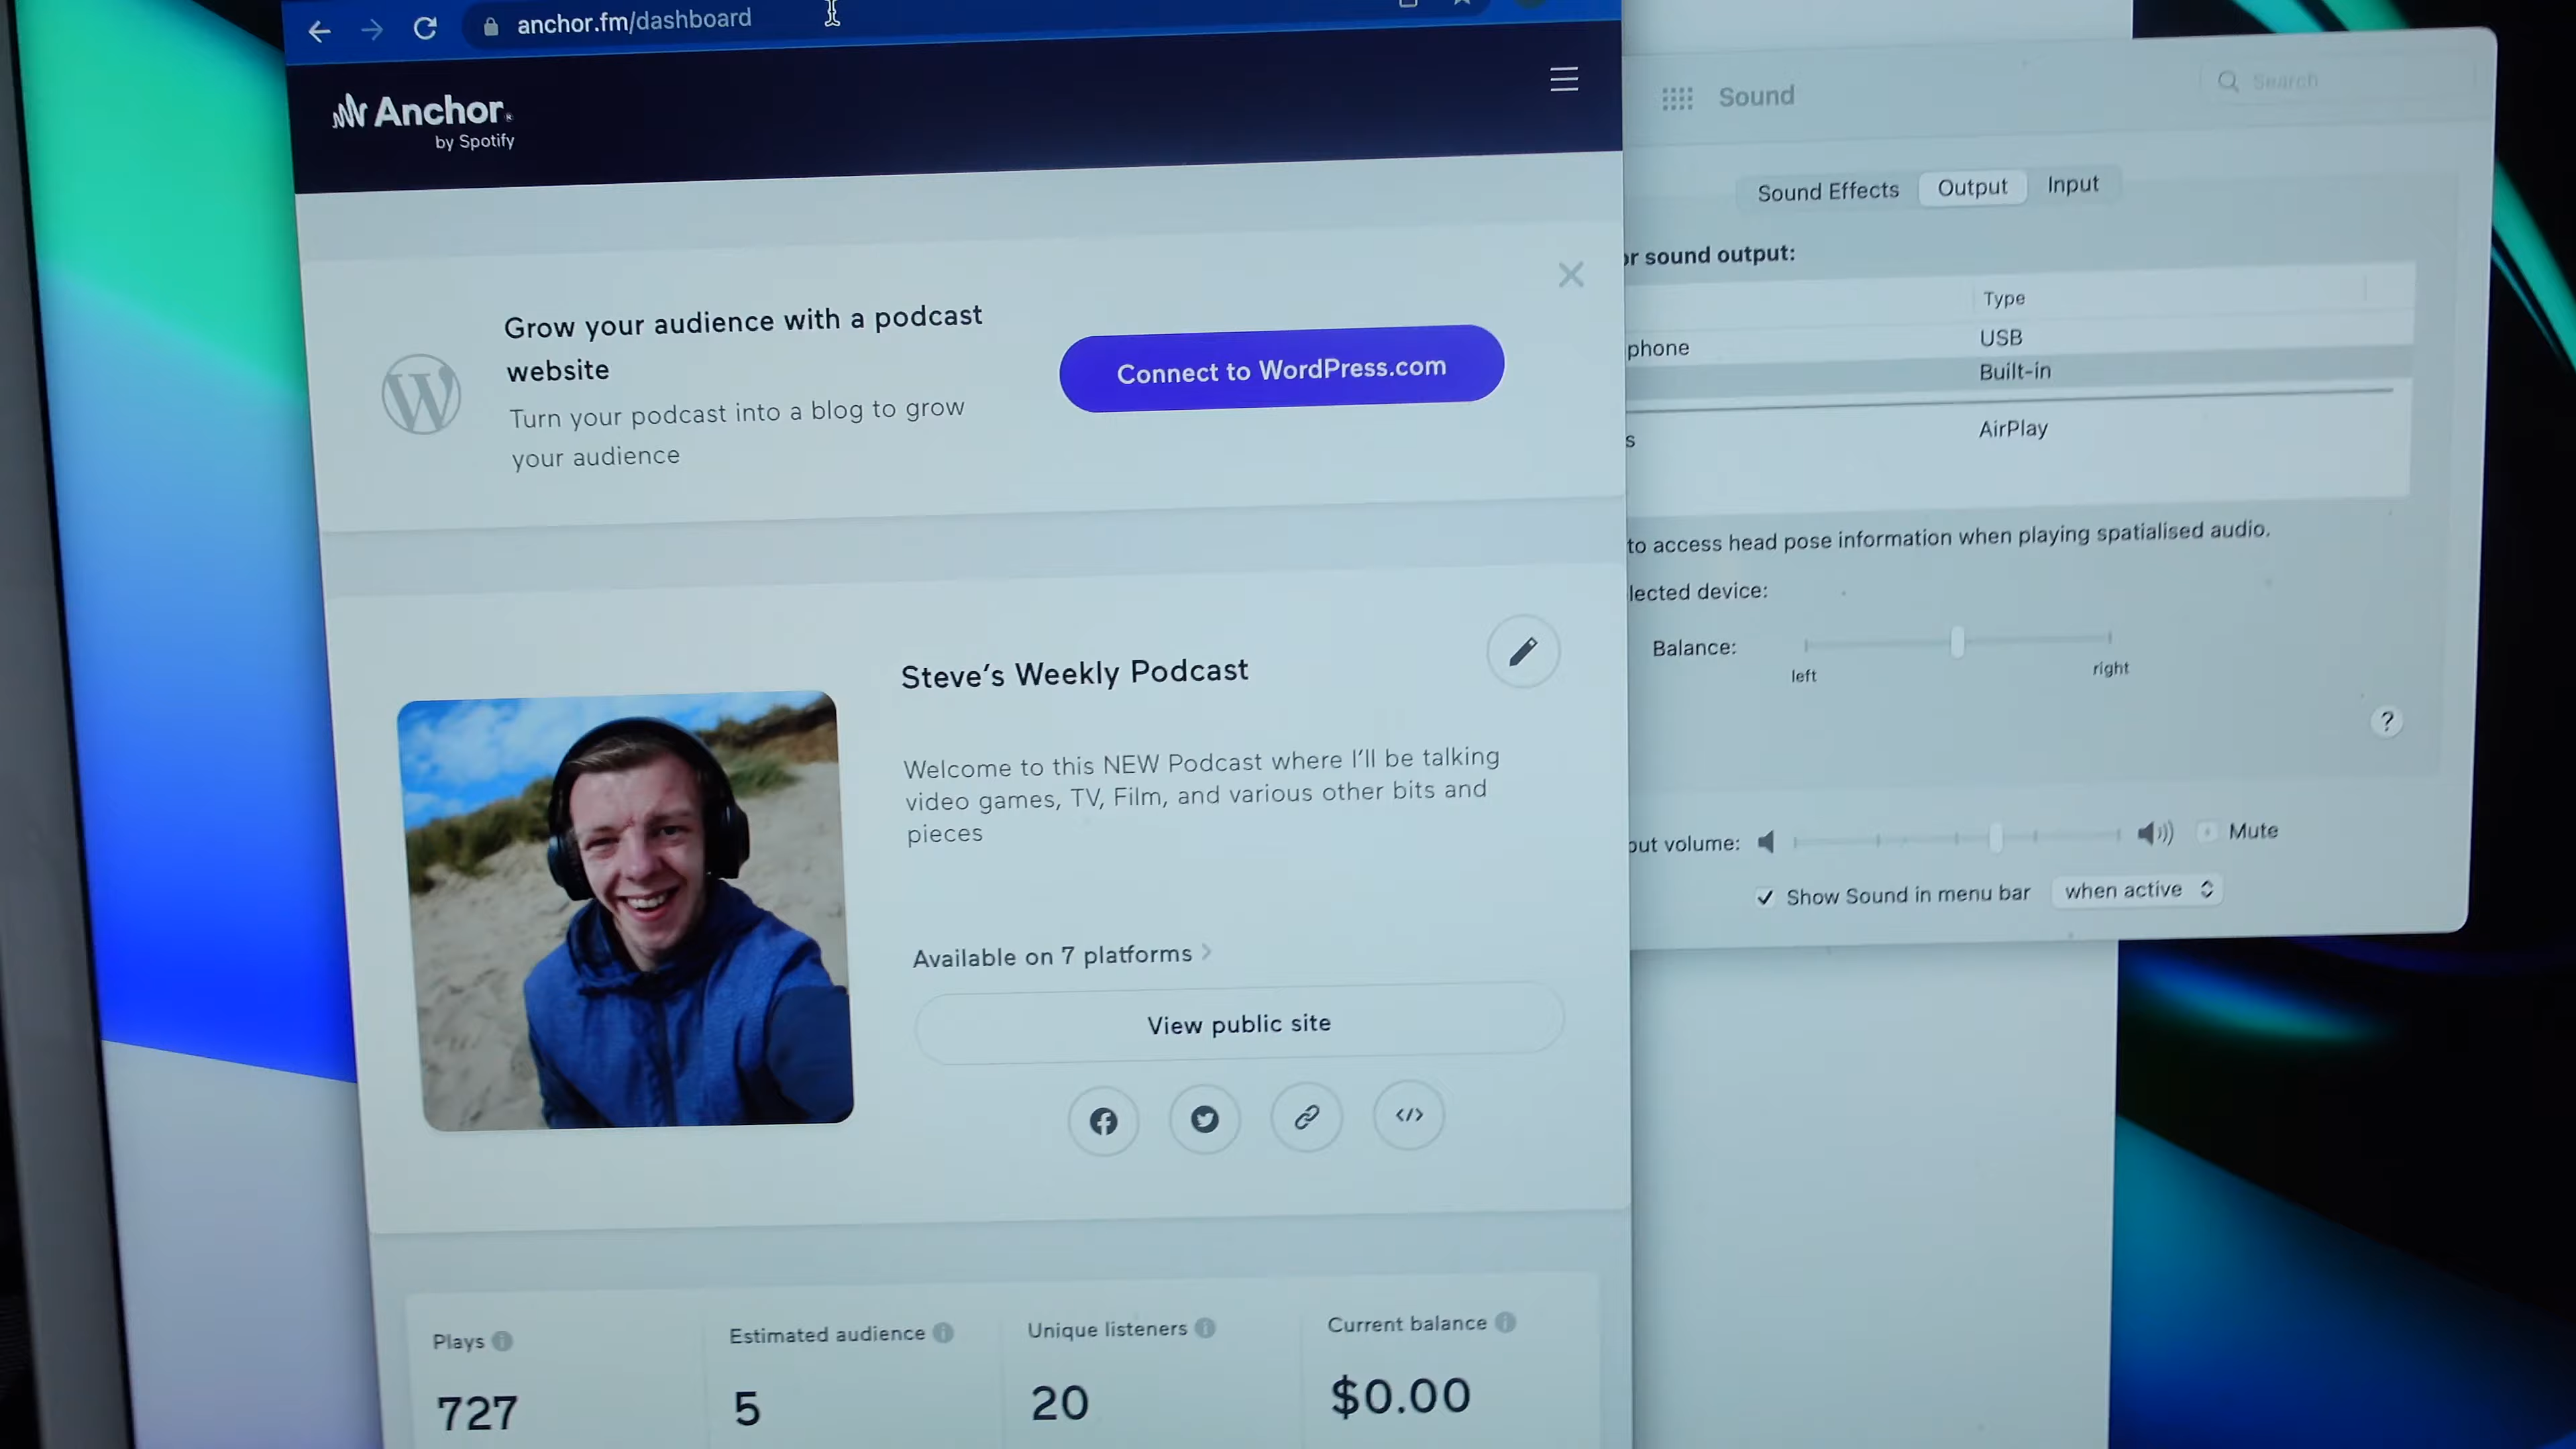 anchor.fm/dashboard
Anchor
by Spotify
Grow your audience with a podcast
website
Turn your podcast into a blog to grow
your audience
Connect to WordPress.com
Steve's Weekly Podcast
Welcome to this NEW Podcast where I'll be talking
video games, TV, Film, and various other bits and
pieces
Available on 7 platforms
View public site
Plays
727
Estimated audience
5
Unique listeners
20
Current balance
$0.00
Sound
Search
Sound Effects Output Input
or sound output:
Type
phone USB
Built-in
s AirPlay
to access head pose information when playing spatialised audio.
lected device:
Balance:
left right
?
out volume: Mute
✓ Show Sound in menu bar when active